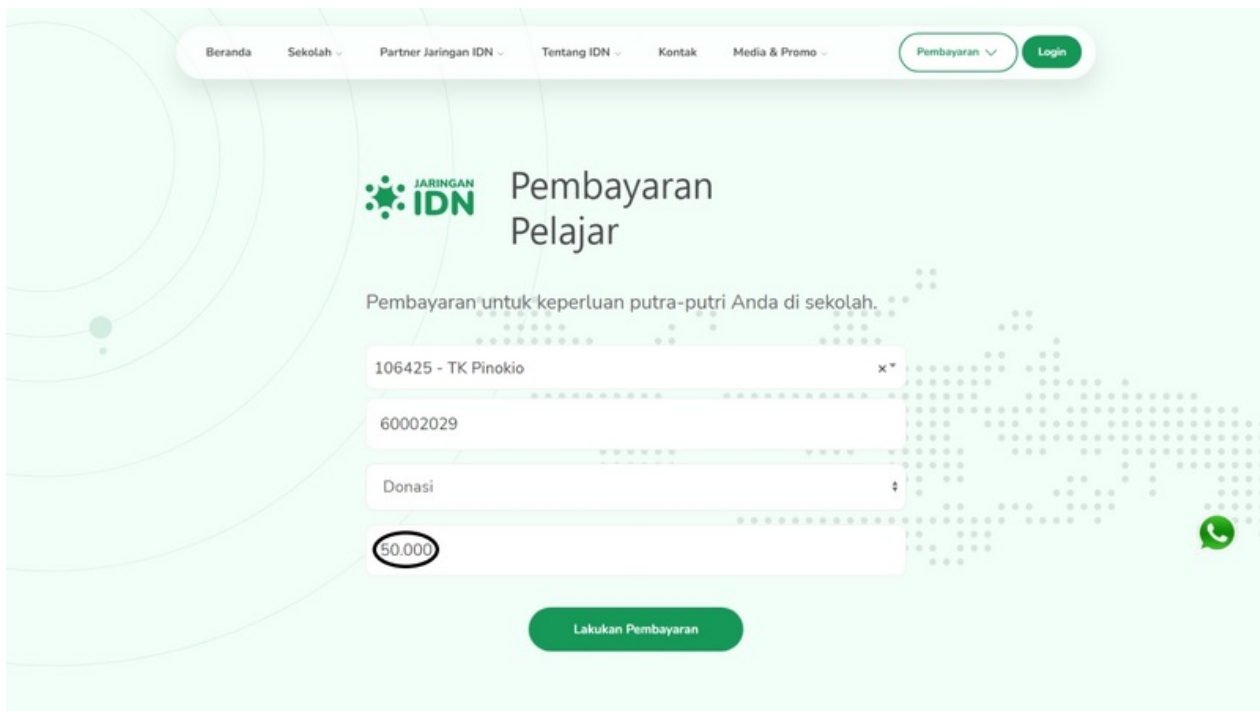 Beranda Sekolah Partner Jaringan IDN Tentang IDN Kontak Media & Promo Pembayaran Login
JARINGAN
IDN
Pembayaran
Pelajar
Pembayaran untuk keperluan putra-putri Anda di sekolah.
106425 - TK Pinokio ×
60002029
Donasi
50.000
Lakukan Pembayaran